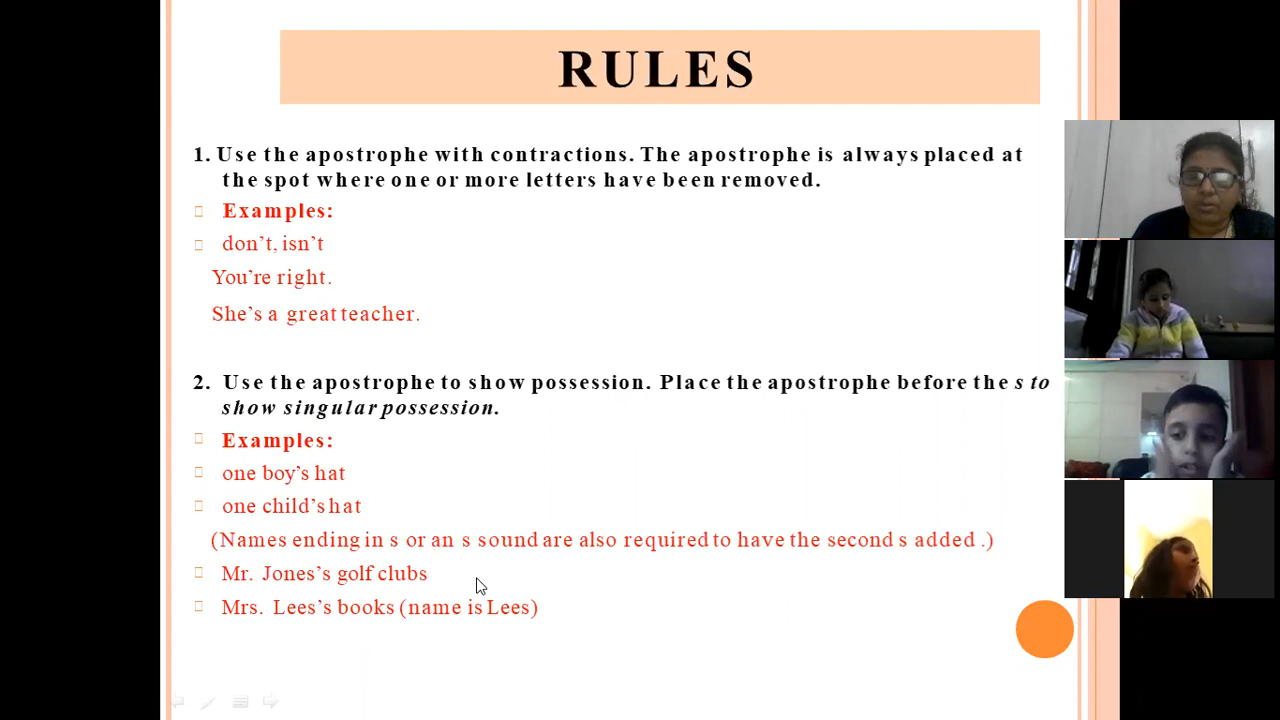 RULES
1. Use the apostrophe with contractions. The apostrophe is always placed at
the spot where one or more letters have been removed.
Examples:
don’t, isn’t
You’re right.
She’s a great teacher.
2. Use the apostrophe to show possession. Place the apostrophe before the s to
show singular possession.
Examples:
one boy’s hat
one child’s hat
(Names ending in s or an s sound are also required to have the second s added .)
Mr. Jones’s golf clubs
Mrs. Lees’s books (name is Lees)